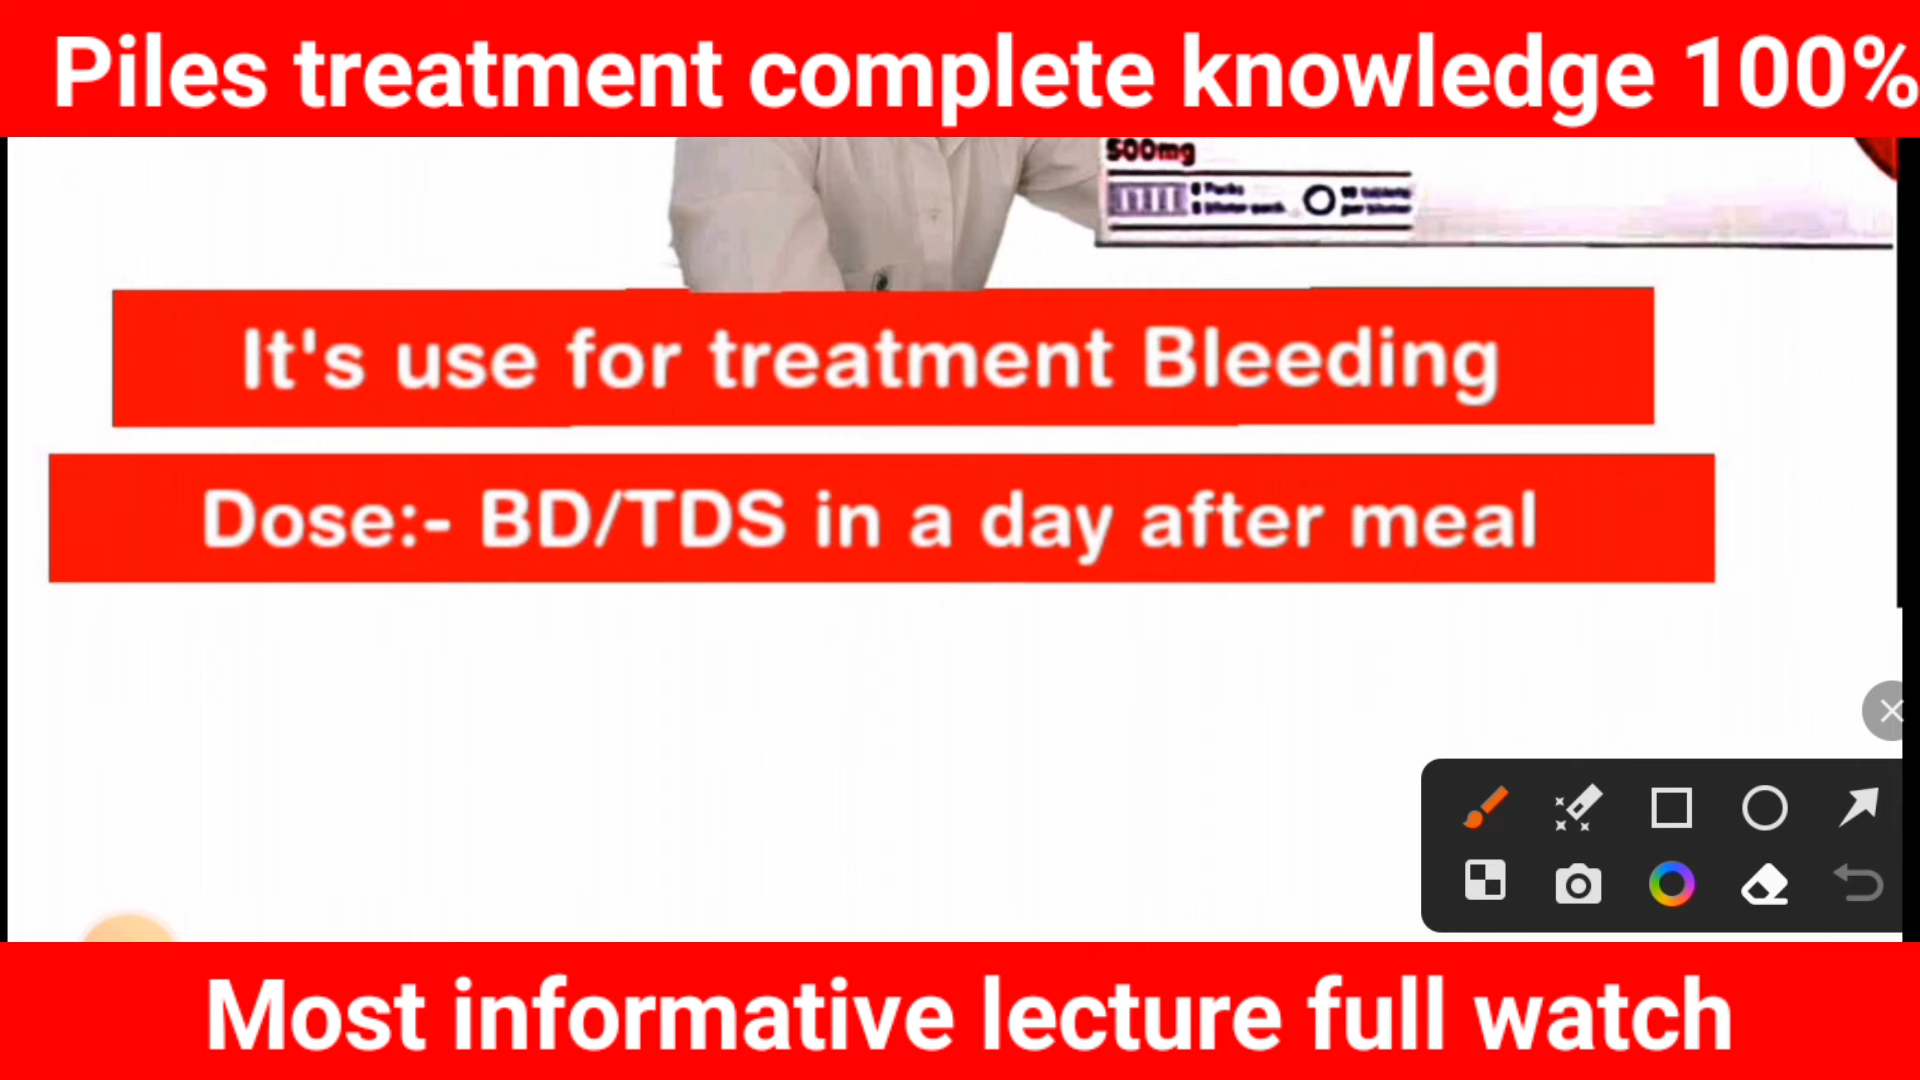 Piles treatment complete knowledge 100%
500mg
It's use for treatment Bleeding
Dose:- BD/TDS in a day after meal
Most informative lecture full watch